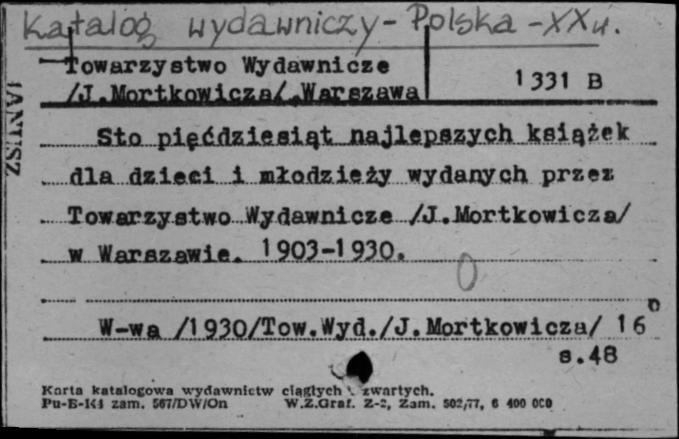 Katalog wydawniczy - Polska - XX w.
Towarzystwo Wydawnicze
/J.Mortkowicza/.Warszawa
1331 B
JANUSZ
Sto pięćdziesiąt najlepszych książek
dla dzieci i młodzieży wydanych przez
Towarzystwo Wydawnicze /J.Mortkowicza/
w Warszawie. 1903-1930.
W-wa /1930/Tow.Wyd./J.Mortkowicza/ 16°
s.48
Karta katalogowa wydawnictw ciągłych i zwartych.
Pu-B-141 zam. 567/DW/On W.Z.Graf. Z-2, Zam. 502/77, 6 400 000